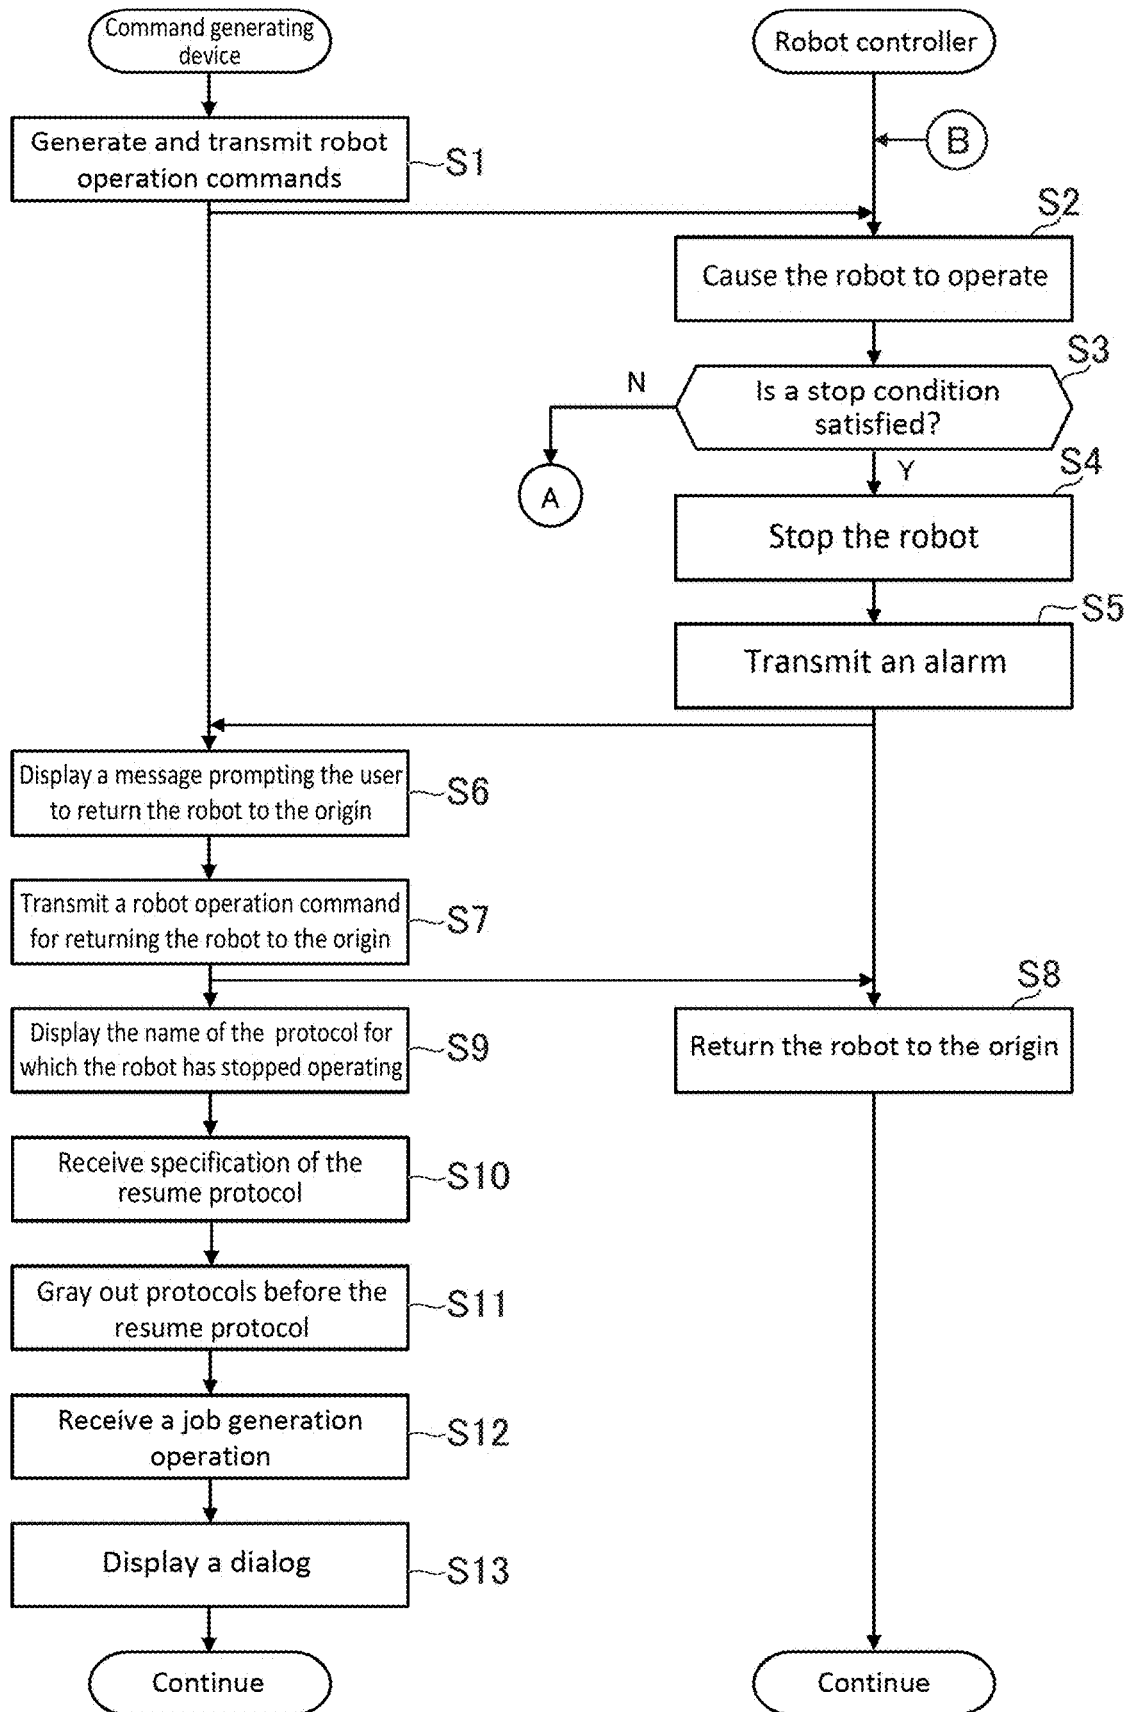 Command generating
device
Robot controller
B
Generate and transmit robot
operation commands
S1
S2
Cause the robot to operate
S3
Is a stop condition
satisfied?
N
Y
A
S4
Stop the robot
S5
Transmit an alarm
Display a message prompting the user
to return the robot to the origin
S6
Transmit a robot operation command
for returning the robot to the origin
S7
S8
Return the robot to the origin
Display the name of the protocol for
which the robot has stopped operating
S9
Receive specification of the
resume protocol
S10
Gray out protocols before the
resume protocol
S11
Receive a job generation
operation
S12
Display a dialog
S13
Continue
Continue